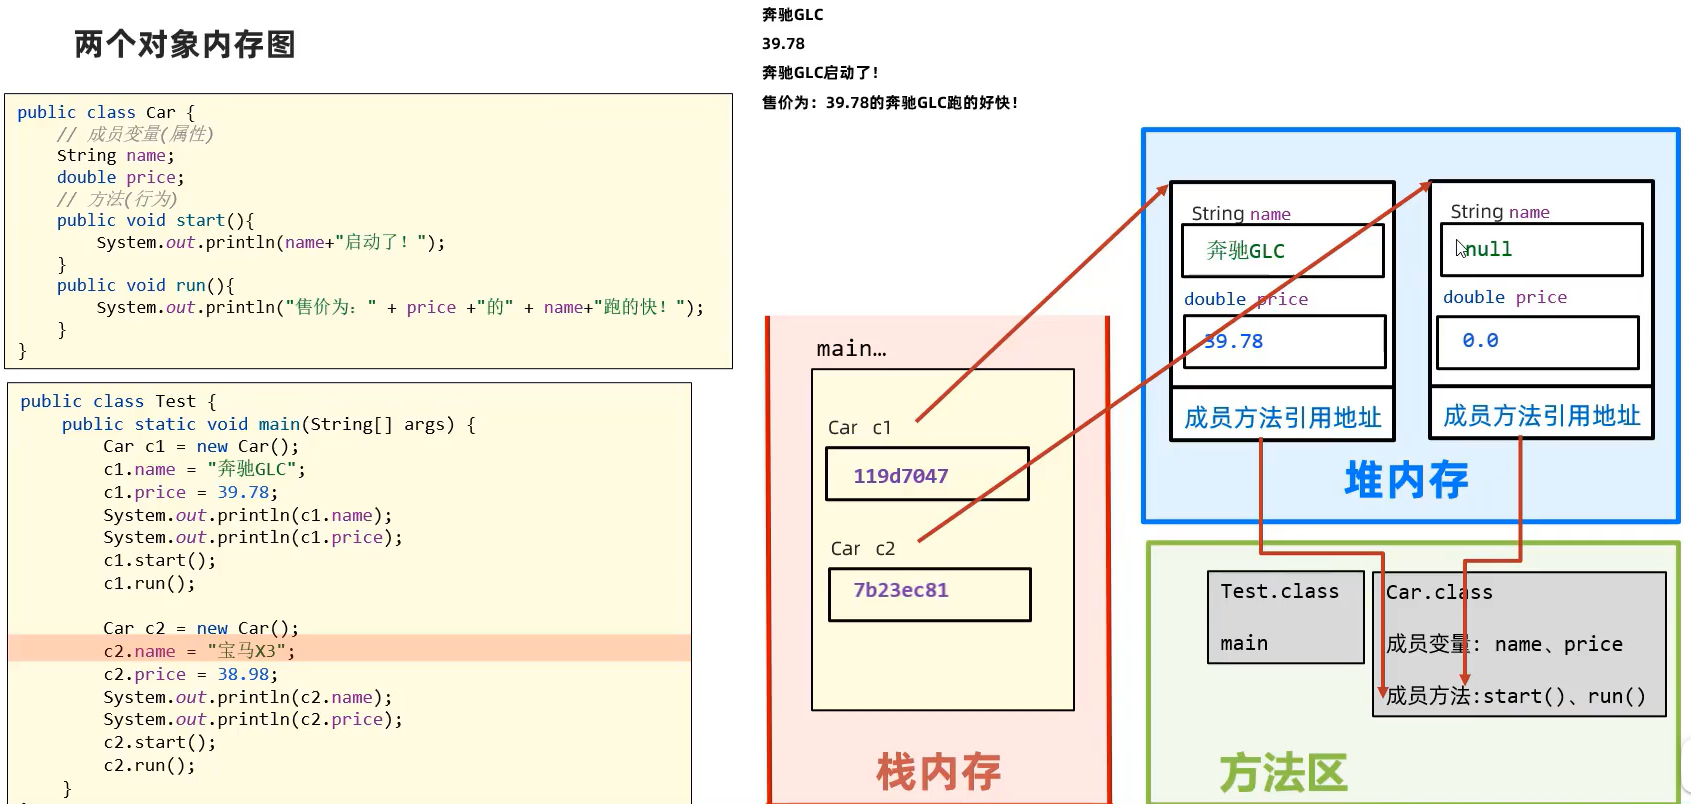 两个对象内存图
public class Car {
// 成员变量(属性)
String name;
double price;
// 方法(行为)
public void start(){
System.out.println(name+"启动了! ");
}
public void run(){
System.out.println("售价为: " + price +"的" + name+"跑的快! ");
}
}
public class Test {
public static void main(String[] args) {
Car c1 = new Car();
c1.name = "奔驰GLC";
c1.price = 39.78;
System.out.println(c1.name);
System.out.println(c1.price);
c1.start();
c1.run();
Car c2 = new Car();
c2.name = "宝马X3";
c2.price = 38.98;
System.out.println(c2.name);
System.out.println(c2.price);
c2.start();
c2.run();
}
奔驰GLC
39.78
奔驰GLC启动了!
售价为: 39.78的奔驰GLC跑的好快!
main…
Car c1
119d7047
Car c2
7b23ec81
栈内存
String name
奔驰GLC
double price
39.78
成员方法引用地址
String name
null
double price
0.0
成员方法引用地址
堆内存
Test.class
main
Car.class
成员变量: name、price
成员方法:start()、run()
方法区